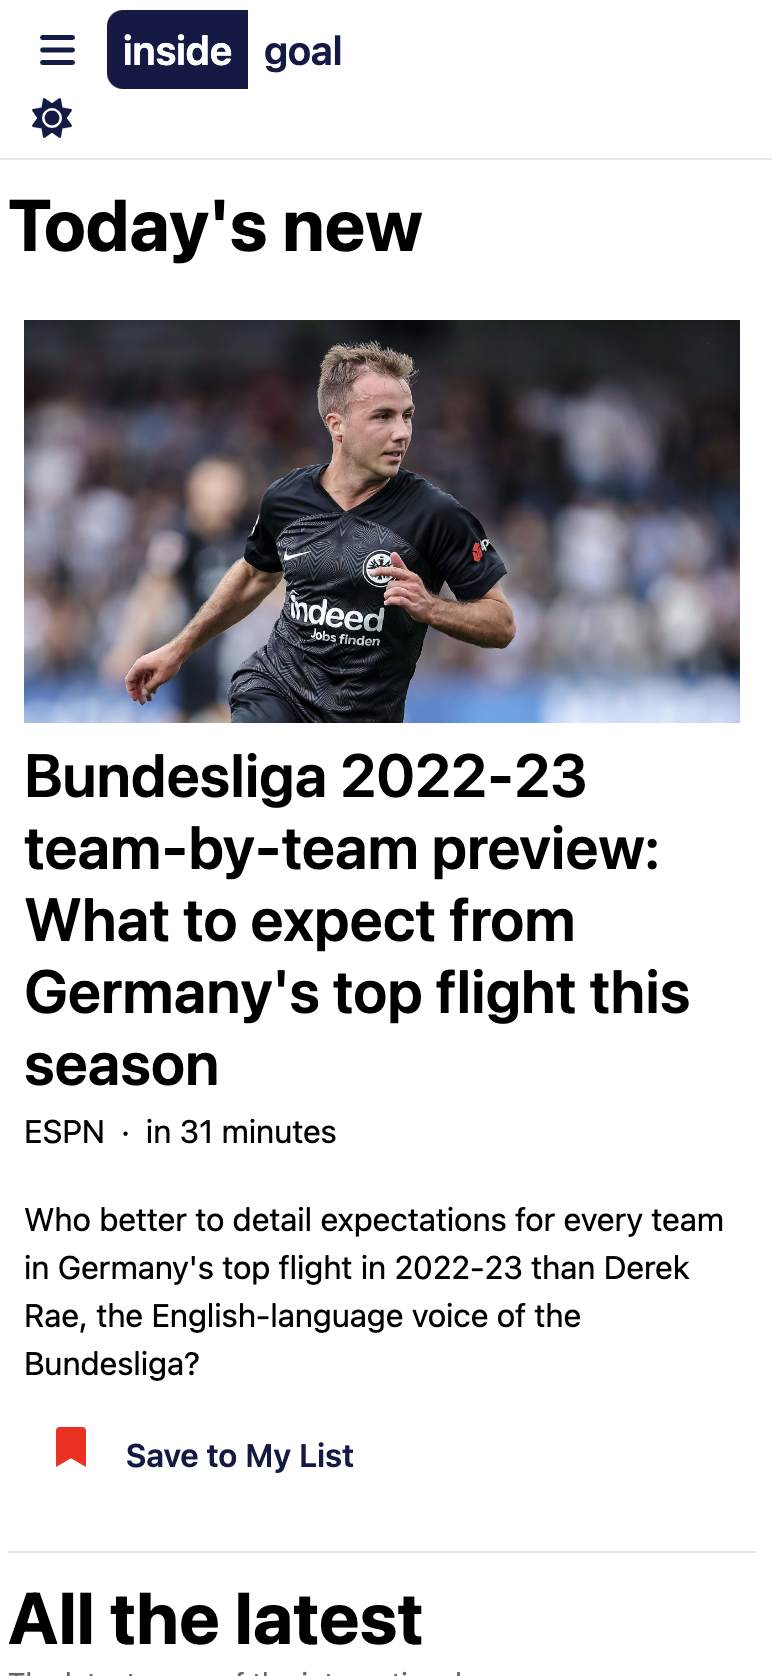 inside goal
Today's new
indeed
Jobs finden
Bundesliga 2022-23
team-by-team preview:
What to expect from
Germany's top flight this
season
ESPN · in 31 minutes
Who better to detail expectations for every team
in Germany's top flight in 2022-23 than Derek
Rae, the English-language voice of the
Bundesliga?
Save to My List
All the latest